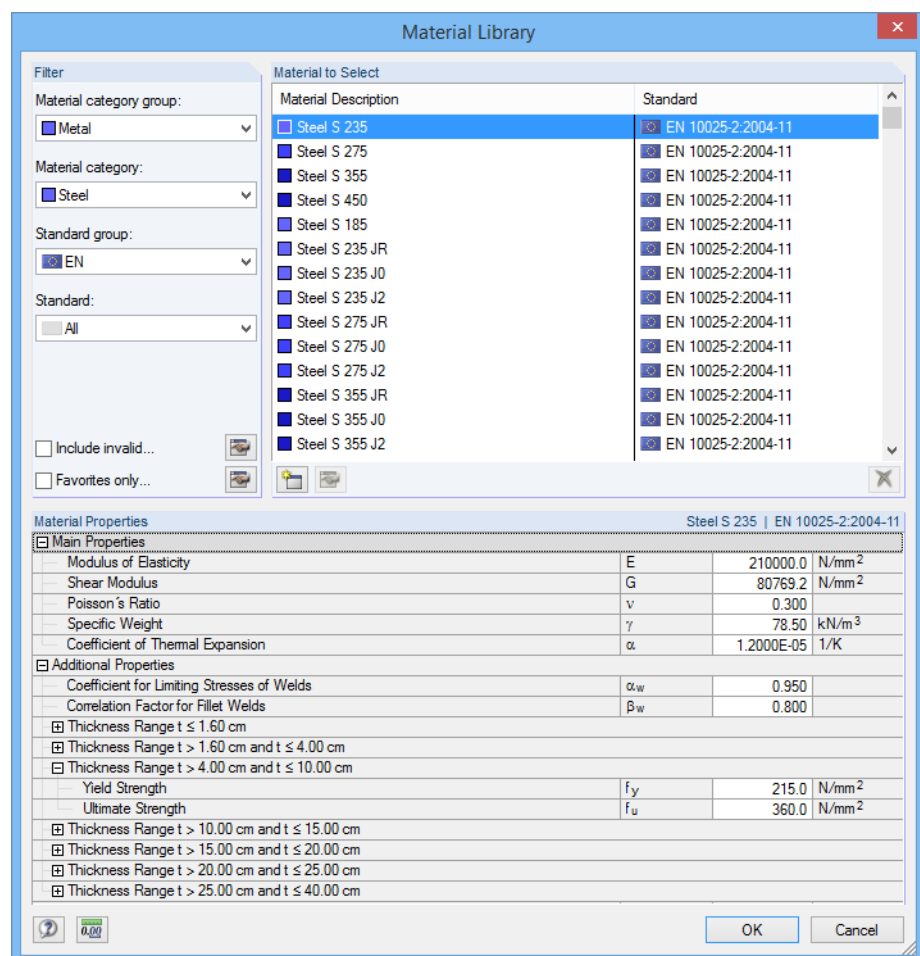 Material Library
Filter
Material category group:
Metal
Material category:
Steel
Standard group:
EN
Standard:
All
Include invalid...
Favorites only...
Material to Select
Material Description Standard
Steel S 235 EN 10025-2:2004-11
Steel S 275 EN 10025-2:2004-11
Steel S 355 EN 10025-2:2004-11
Steel S 450 EN 10025-2:2004-11
Steel S 185 EN 10025-2:2004-11
Steel S 235 JR EN 10025-2:2004-11
Steel S 235 J0 EN 10025-2:2004-11
Steel S 235 J2 EN 10025-2:2004-11
Steel S 275 JR EN 10025-2:2004-11
Steel S 275 J0 EN 10025-2:2004-11
Steel S 275 J2 EN 10025-2:2004-11
Steel S 355 JR EN 10025-2:2004-11
Steel S 355 J0 EN 10025-2:2004-11
Steel S 355 J2 EN 10025-2:2004-11
Material Properties Steel S 235 | EN 10025-2:2004-11
Main Properties
Modulus of Elasticity E 210000.0 N/mm²
Shear Modulus G 80769.2 N/mm²
Poisson´s Ratio ν 0.300
Specific Weight γ 78.50 kN/m³
Coefficient of Thermal Expansion α 1.2000E-05 1/K
Additional Properties
Coefficient for Limiting Stresses of Welds αw 0.950
Correlation Factor for Fillet Welds βw 0.800
Thickness Range t ≤ 1.60 cm
Thickness Range t > 1.60 cm and t ≤ 4.00 cm
Thickness Range t > 4.00 cm and t ≤ 10.00 cm
Yield Strength fy 215.0 N/mm²
Ultimate Strength fu 360.0 N/mm²
Thickness Range t > 10.00 cm and t ≤ 15.00 cm
Thickness Range t > 15.00 cm and t ≤ 20.00 cm
Thickness Range t > 20.00 cm and t ≤ 25.00 cm
Thickness Range t > 25.00 cm and t ≤ 40.00 cm
0.00
OK Cancel